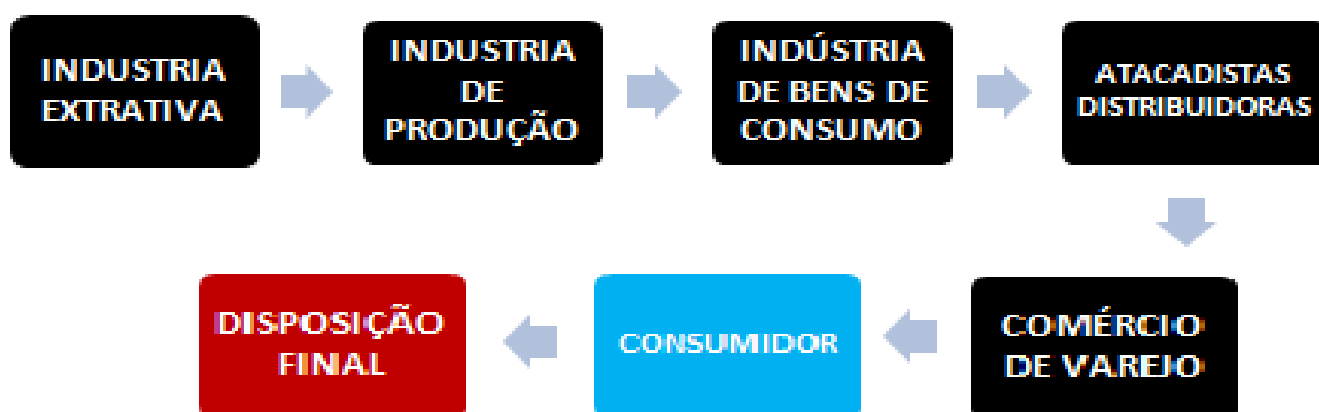 INDUSTRIA
EXTRATIVA
INDUSTRIA
DE
PRODUÇÃO
INDÚSTRIA
DE BENS DE
CONSUMO
ATACADISTAS
DISTRIBUIDORAS
COMÉRCIO
DE VAREJO
CONSUMIDOR
DISPOSIÇÃO
FINAL